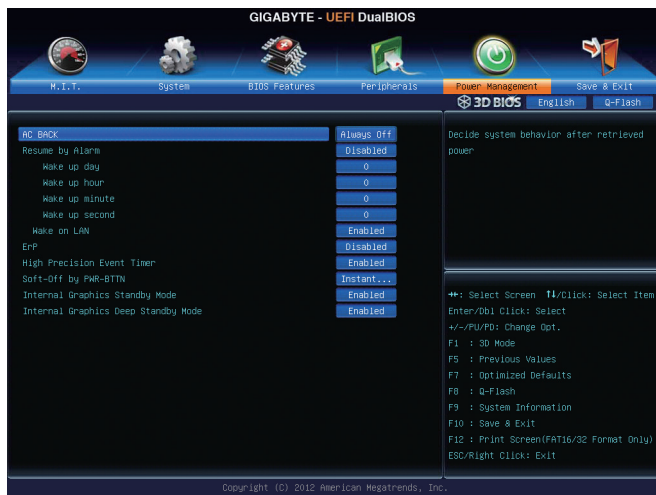 GIGABYTE - UEFI DualBIOS
M.I.T. System BIOS Features Peripherals Power Management Save & Exit
3D BIOS English Q-Flash
AC BACK Always Off
Resume by Alarm Disabled
Wake up day 0
Wake up hour 0
Wake up minute 0
Wake up second 0
Wake on LAN Enabled
ErP Disabled
High Precision Event Timer Enabled
Soft-Off by PWR-BTTN Instant...
Internal Graphics Standby Mode Enabled
Internal Graphics Deep Standby Mode Enabled
Decide system behavior after retrieved
power
→←: Select Screen ↑↓/Click: Select Item
Enter/Dbl Click: Select
+/-/PU/PD: Change Opt.
F1 : 3D Mode
F5 : Previous Values
F7 : Optimized Defaults
F8 : Q-Flash
F9 : System Information
F10 : Save & Exit
F12 : Print Screen(FAT16/32 Format Only)
ESC/Right Click: Exit
Copyright (C) 2012 American Megatrends, Inc.